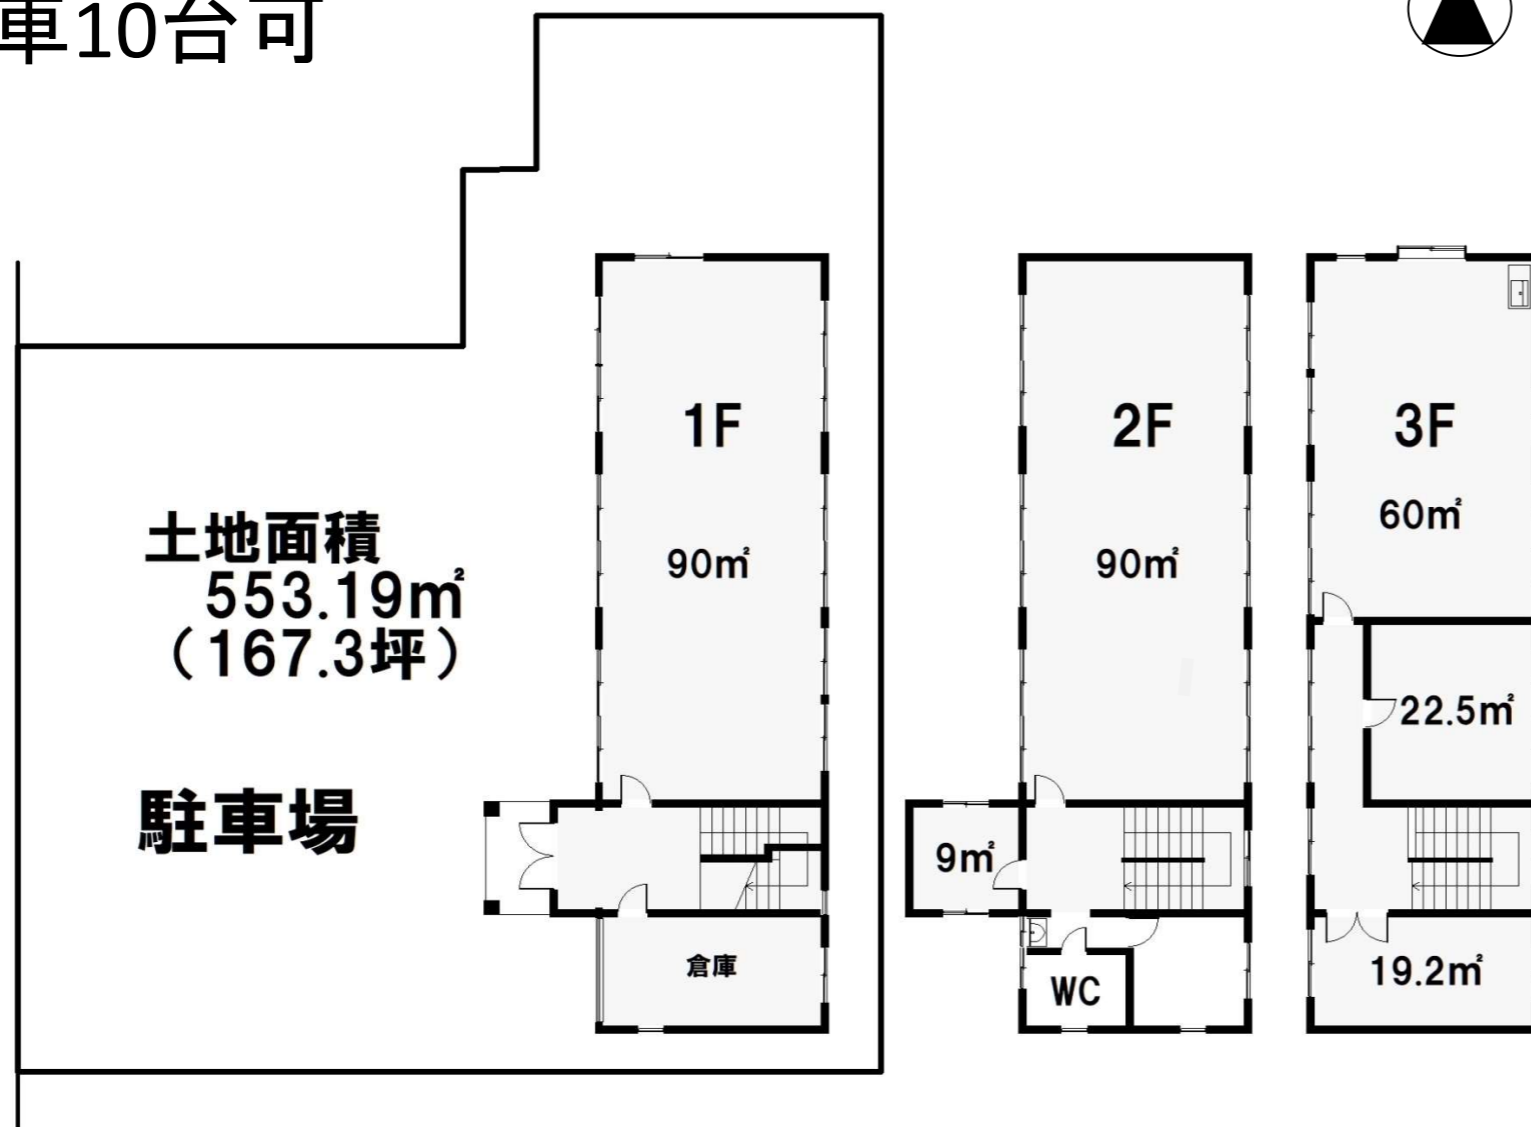 車10台可
1F
90㎡
土地面積
553.19㎡
（167.3坪）
駐車場
倉庫
2F
90㎡
9㎡
WC
3F
60㎡
22.5㎡
19.2㎡